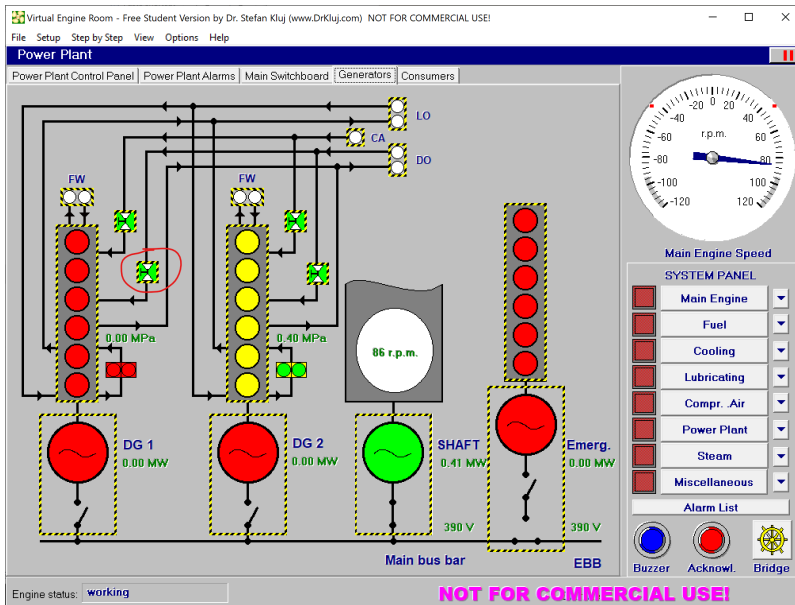 Virtual Engine Room - Free Student Version by Dr. Stefan Kluj (www.DrKluj.com)  NOT FOR COMMERCIAL USE!
File Setup Step by Step View Options Help
Power Plant
Power Plant Control Panel Power Plant Alarms Main Switchboard Generators Consumers
LO
CA
DO
FW
FW
0.00 MPa
0.40 MPa
86 r.p.m.
DG 1
0.00 MW
DG 2
0.00 MW
SHAFT
0.41 MW
Emerg.
0.00 MW
390 V
390 V
Main bus bar
EBB
-20 0 20
-40 40
r.p.m.
-60 60
-80 80
-100 100
-120 120
Main Engine Speed
SYSTEM PANEL
Main Engine
Fuel
Cooling
Lubricating
Compr. .Air
Power Plant
Steam
Miscellaneous
Alarm List
Buzzer Acknowl. Bridge
Engine status: working
NOT FOR COMMERCIAL USE!